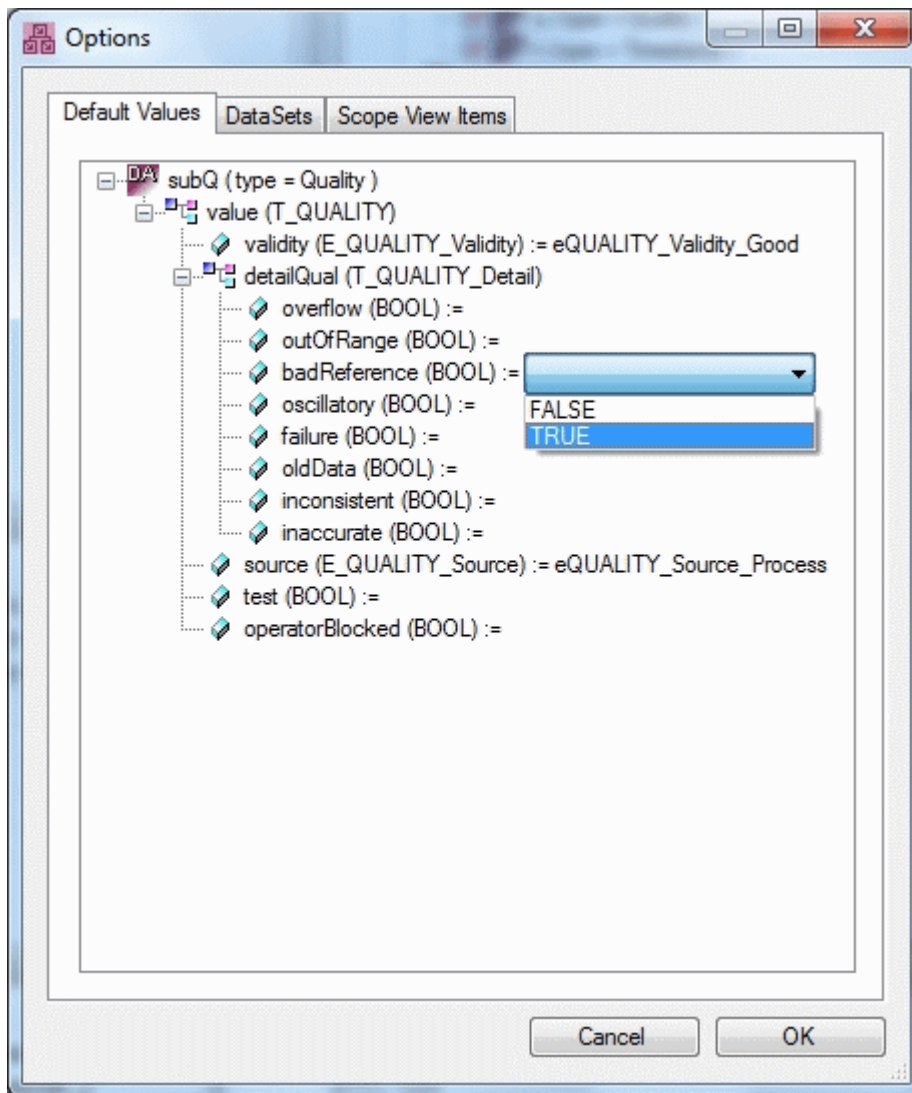 Options
Default Values DataSets Scope View Items
DA subQ ( type = Quality )
value (T_QUALITY)
validity (E_QUALITY_Validity) := eQUALITY_Validity_Good
detailQual (T_QUALITY_Detail)
overflow (BOOL) :=
outOfRange (BOOL) :=
badReference (BOOL) :=
oscillatory (BOOL) := FALSE
failure (BOOL) := TRUE
oldData (BOOL) :=
inconsistent (BOOL) :=
inaccurate (BOOL) :=
source (E_QUALITY_Source) := eQUALITY_Source_Process
test (BOOL) :=
operatorBlocked (BOOL) :=
Cancel OK